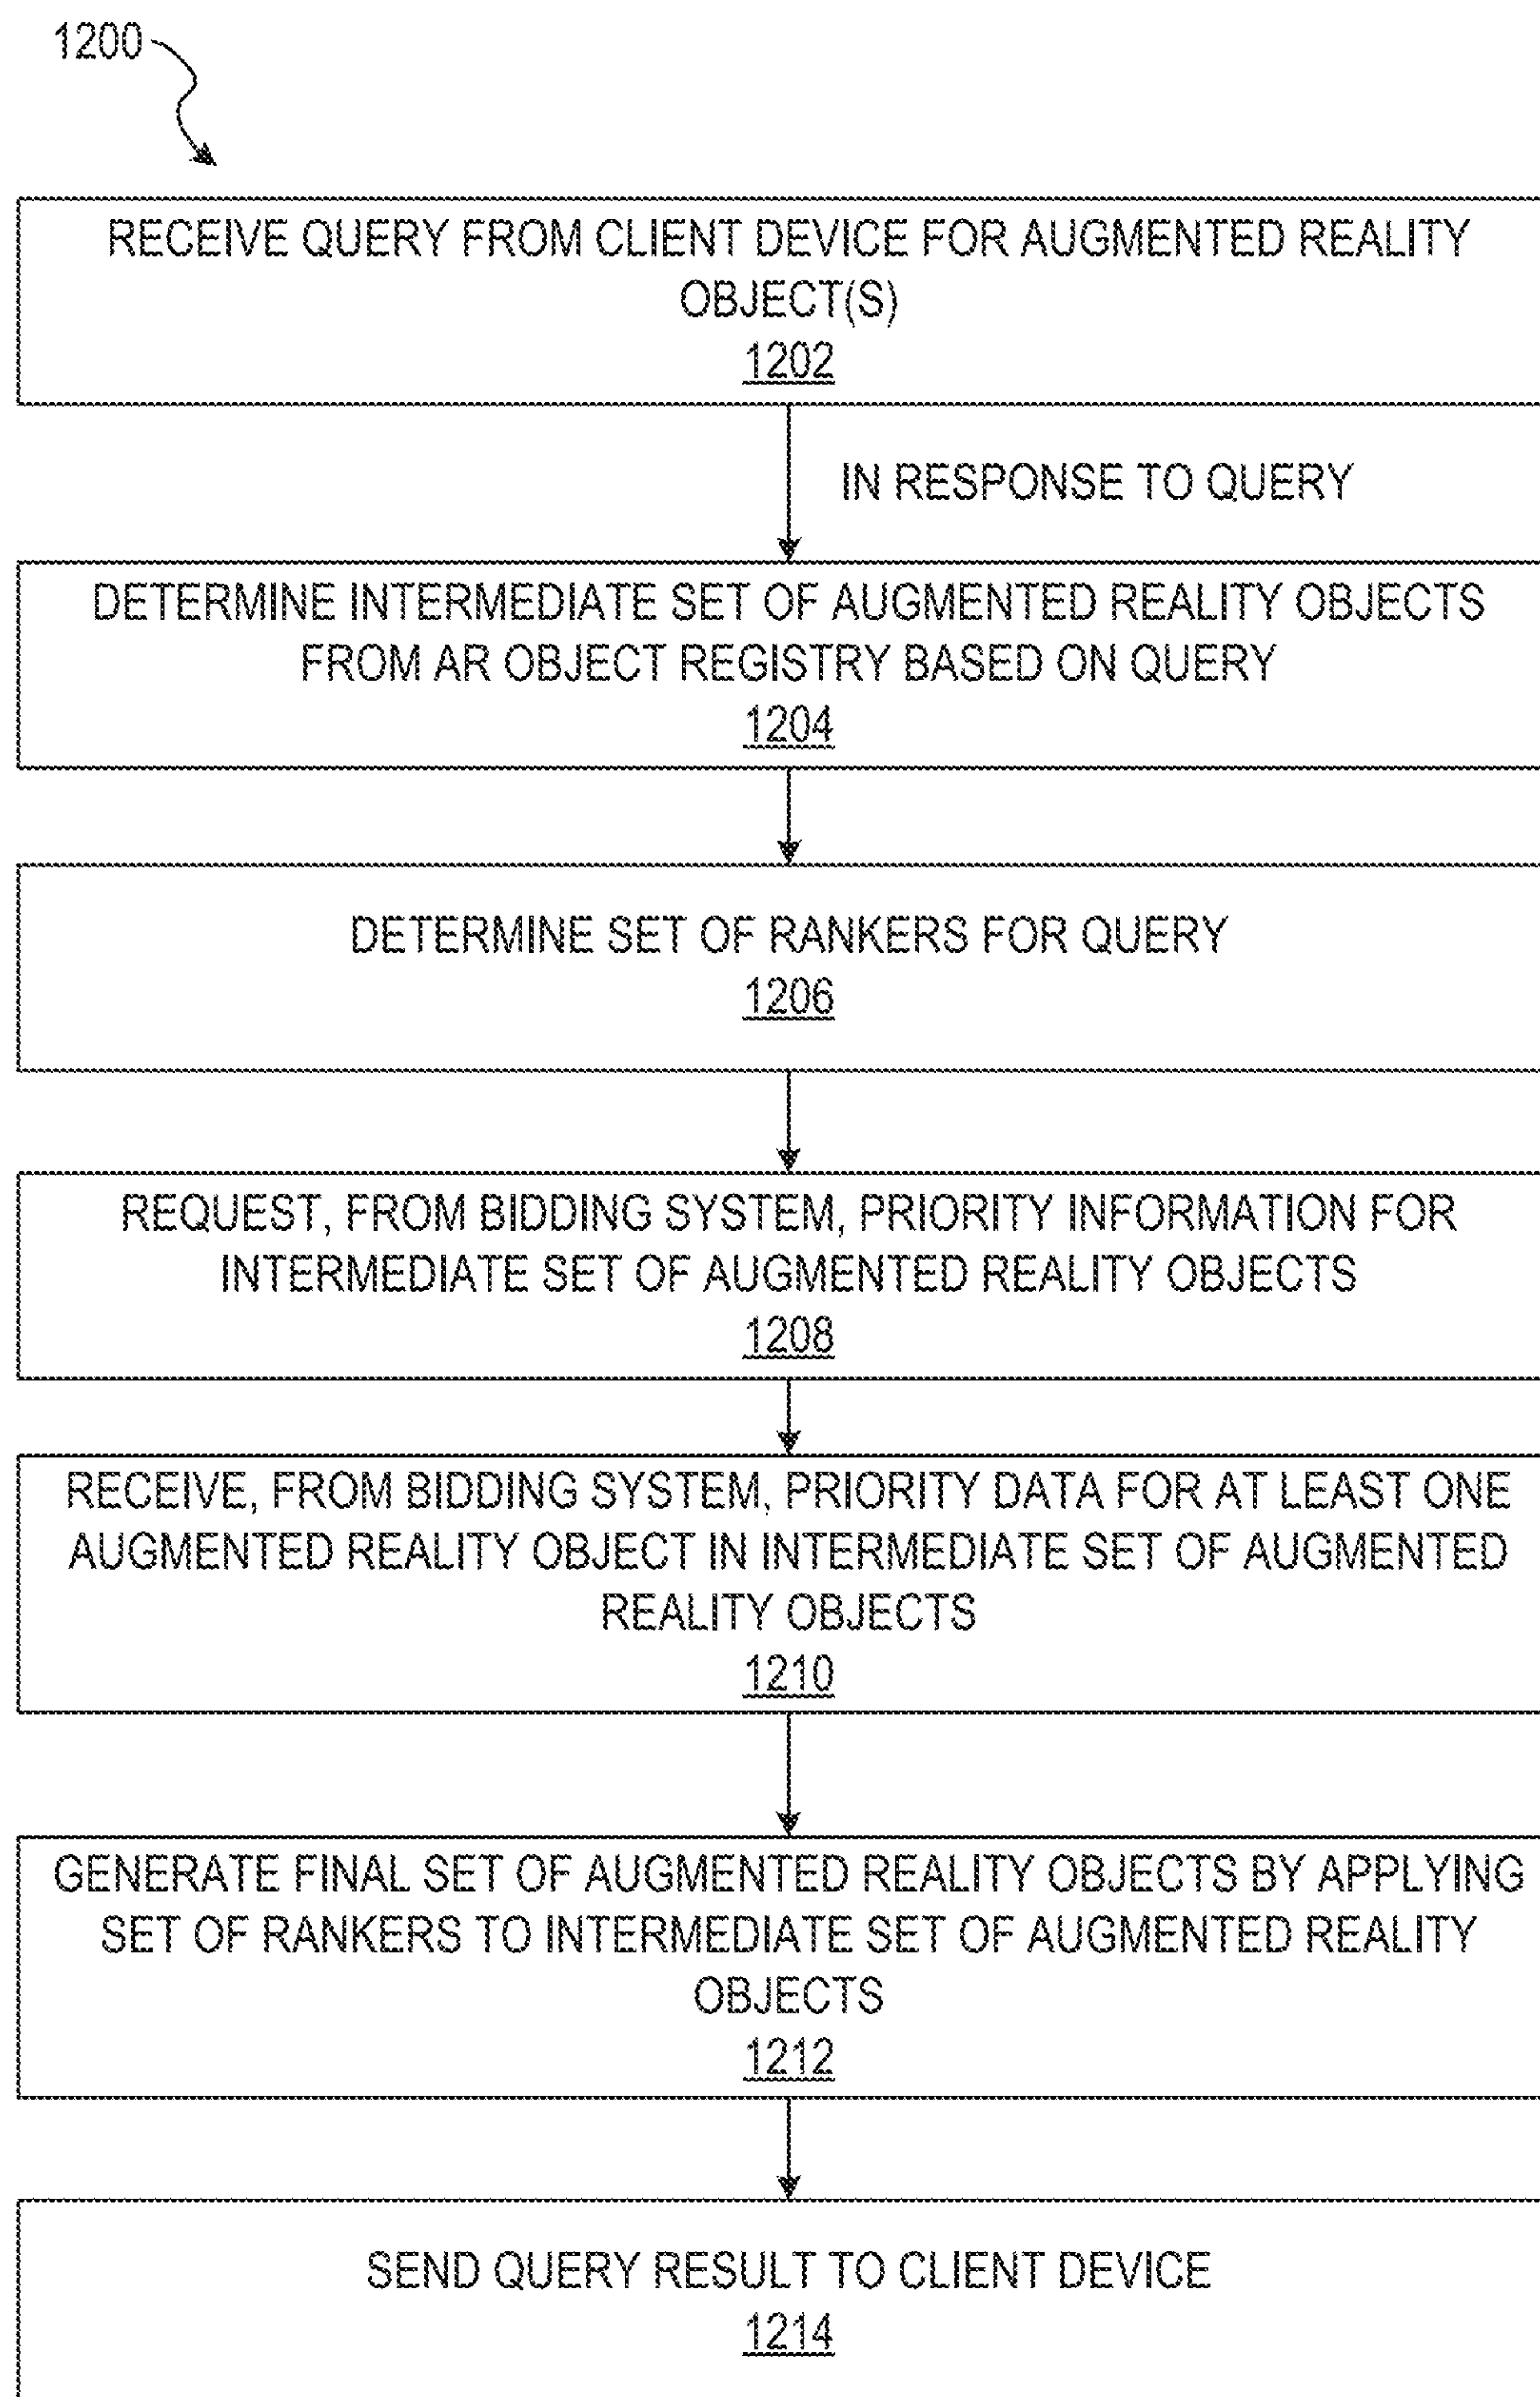 1200
RECEIVE QUERY FROM CLIENT DEVICE FOR AUGMENTED REALITY
OBJECT(S)
1202
IN RESPONSE TO QUERY
DETERMINE INTERMEDIATE SET OF AUGMENTED REALITY OBJECTS
FROM AR OBJECT REGISTRY BASED ON QUERY
1204
DETERMINE SET OF RANKERS FOR QUERY
1206
REQUEST, FROM BIDDING SYSTEM, PRIORITY INFORMATION FOR
INTERMEDIATE SET OF AUGMENTED REALITY OBJECTS
1208
RECEIVE, FROM BIDDING SYSTEM, PRIORITY DATA FOR AT LEAST ONE
AUGMENTED REALITY OBJECT IN INTERMEDIATE SET OF AUGMENTED
REALITY OBJECTS
1210
GENERATE FINAL SET OF AUGMENTED REALITY OBJECTS BY APPLYING
SET OF RANKERS TO INTERMEDIATE SET OF AUGMENTED REALITY
OBJECTS
1212
SEND QUERY RESULT TO CLIENT DEVICE
1214